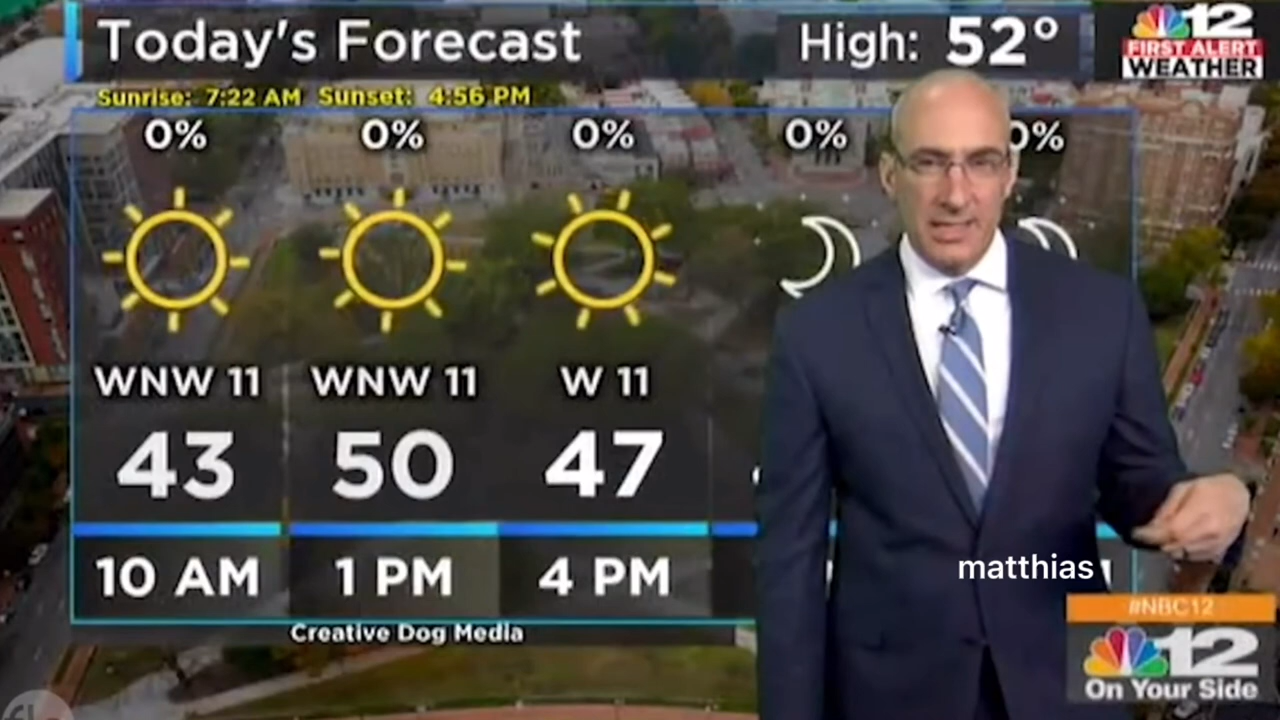 Today's Forecast
High: 52°
12
FIRST ALERT
WEATHER
Sunrise: 7:22 AM Sunset: 4:56 PM
0% 0% 0% 0% 0%
WNW 11 WNW 11 W 11
43 50 47
10 AM 1 PM 4 PM
matthias
Creative Dog Media
#NBC12
12
On Your Side